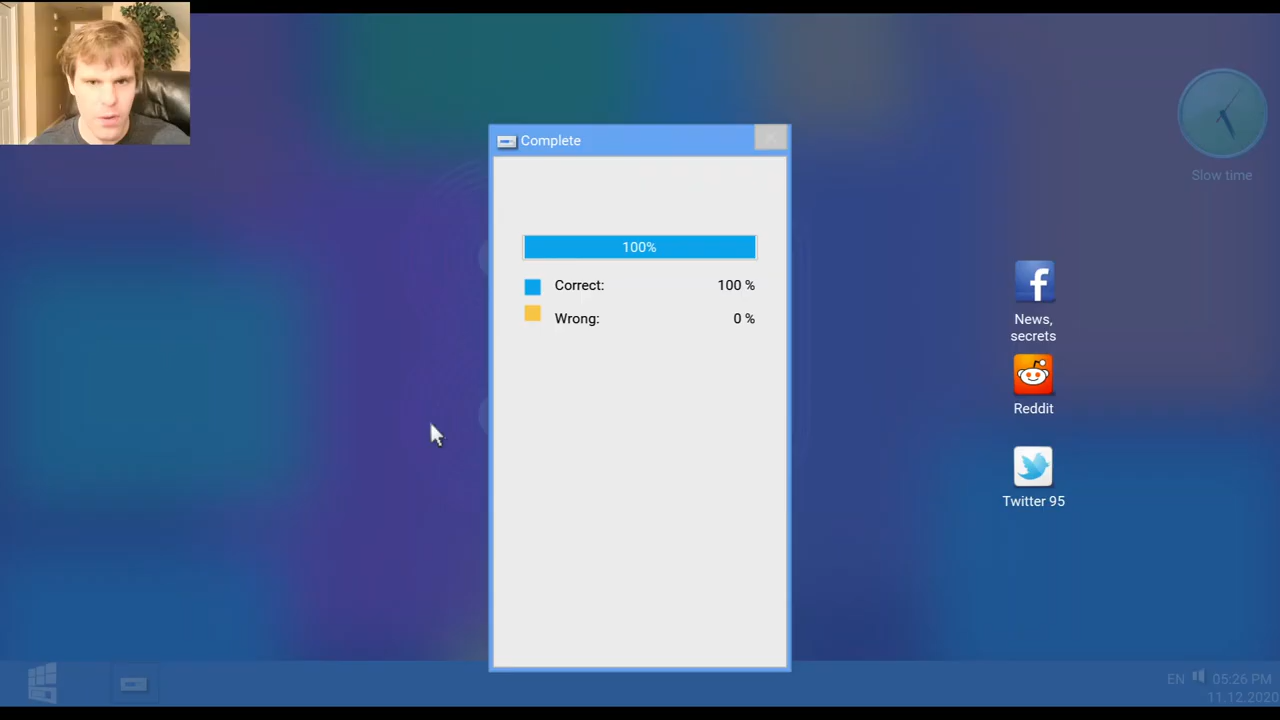 Complete
Slow time
100%
Correct: 100 %
Wrong: 0 %
News,
secrets
Reddit
Twitter 95
EN 05:26 PM
11.12.2020